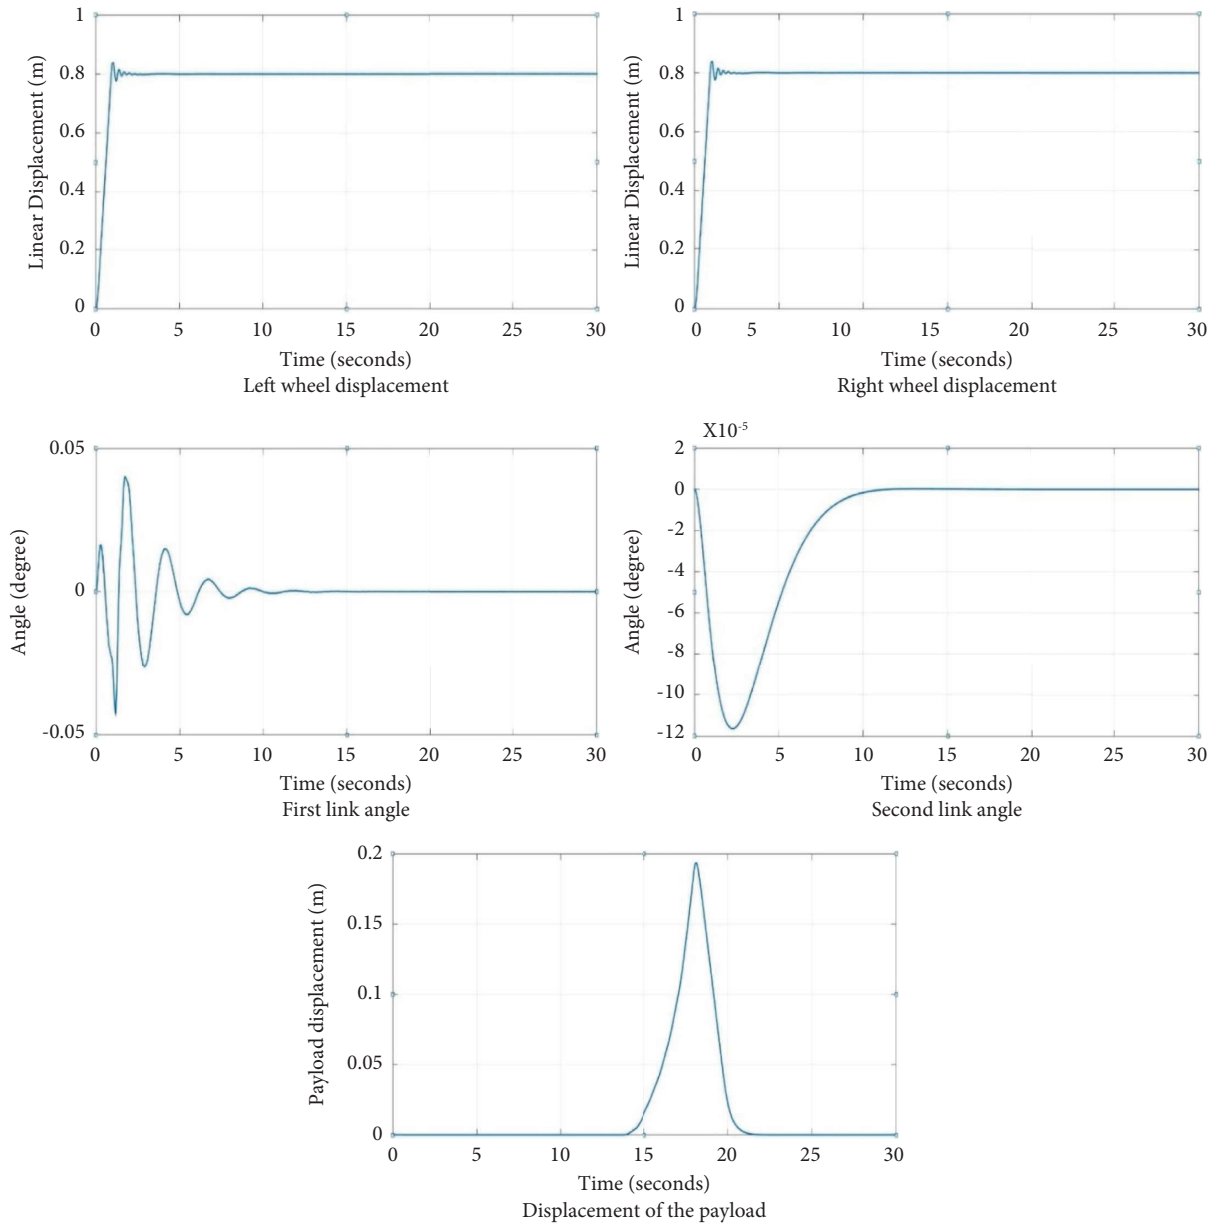 1
0.8
0.6
0.4
0.2
0
Linear Displacement (m)
0 5 10 15 20 25 30
Time (seconds)
Left wheel displacement
1
0.8
0.6
0.4
0.2
0
Linear Displacement (m)
0 5 10 15 20 25 30
Time (seconds)
Right wheel displacement
0.05
0
-0.05
Angle (degree)
0 5 10 15 20 25 30
Time (seconds)
First link angle
X10-5
2
0
-2
-4
-6
-8
-10
-12
Angle (degree)
0 5 10 15 20 25 30
Time (seconds)
Second link angle
0.2
0.15
0.1
0.05
0
Payload displacement (m)
0 5 10 15 20 25 30
Time (seconds)
Displacement of the payload